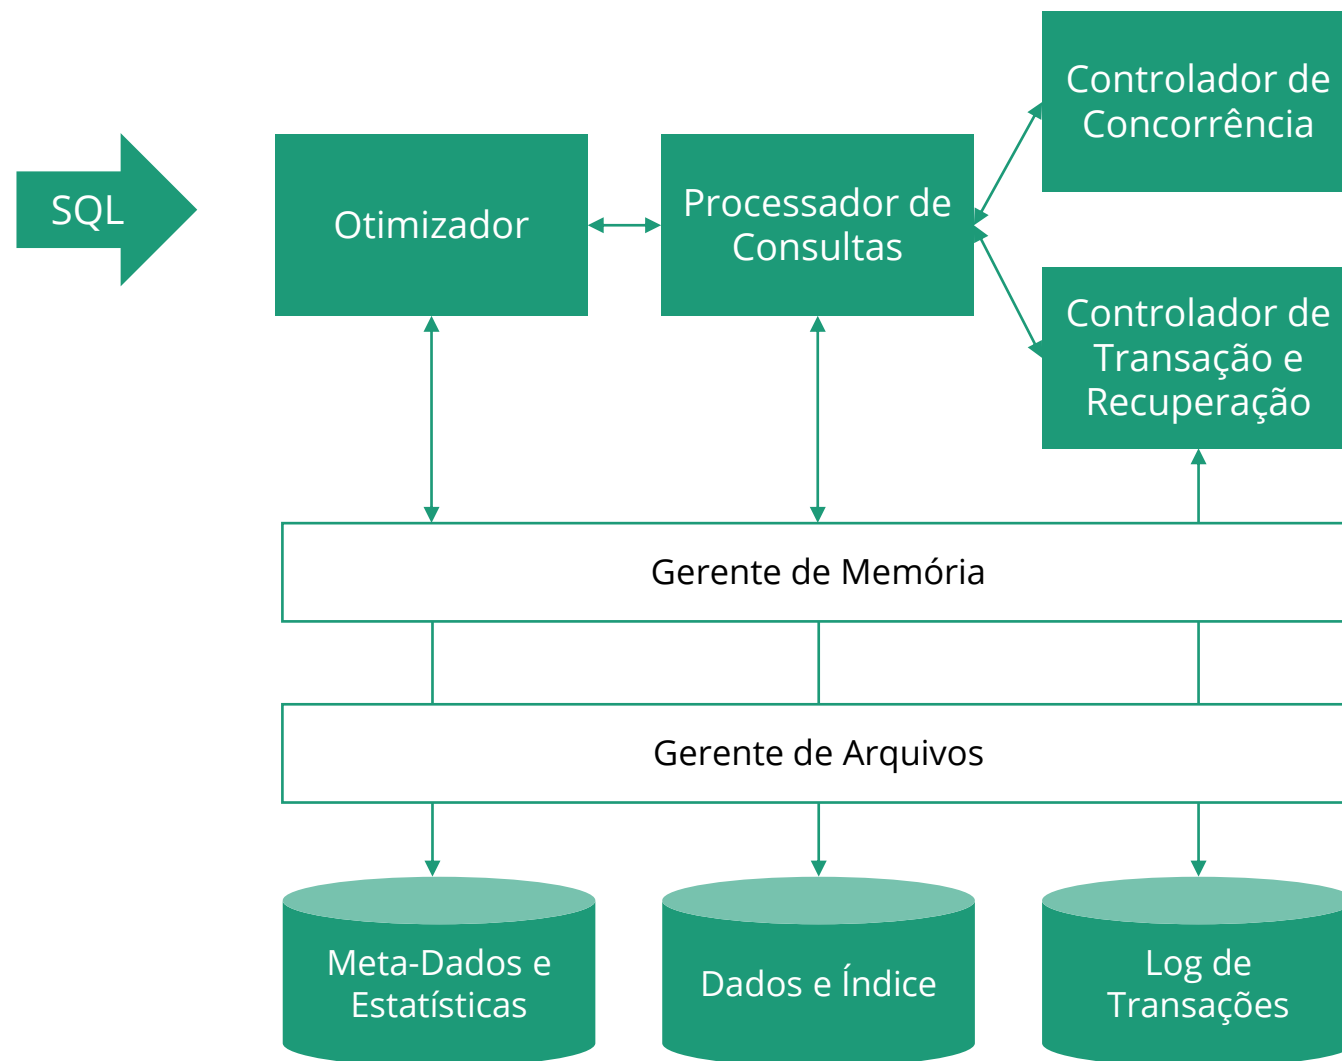 SQL
Otimizador
Processador de
Consultas
Controlador de
Concorrência
Controlador de
Transação e
Recuperação
Gerente de Memória
Gerente de Arquivos
Meta-Dados e
Estatísticas
Dados e Índice
Log de
Transações